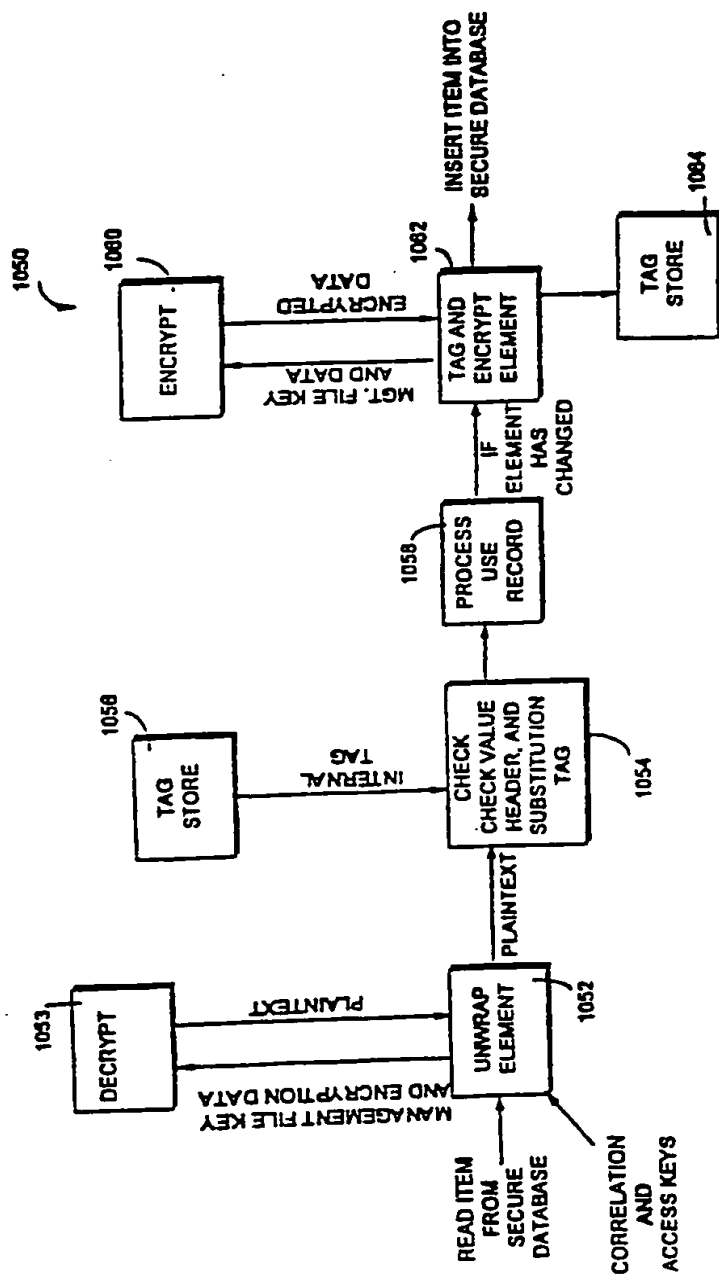 1050
1053
DECRYPT
MANAGEMENT FILE KEY
AND ENCRYPTION DATA
PLAINTEXT
READ ITEM
FROM
SECURE
DATABASE
UNWRAP
ELEMENT
1052
CORRELATION
AND
ACCESS KEYS
PLAINTEXT
1056
TAG
STORE
INTERNAL
TAG
CHECK
CHECK VALUE
HEADER, AND
SUBSTITUTION
TAG
1054
1058
PROCESS
USE
RECORD
IF
ELEMENT
HAS
CHANGED
1060
ENCRYPT
MGT. FILE KEY
AND DATA
ENCRYPTED
DATA
1062
TAG AND
ENCRYPT
ELEMENT
INSERT ITEM INTO
SECURE DATABASE
TAG
STORE
1064